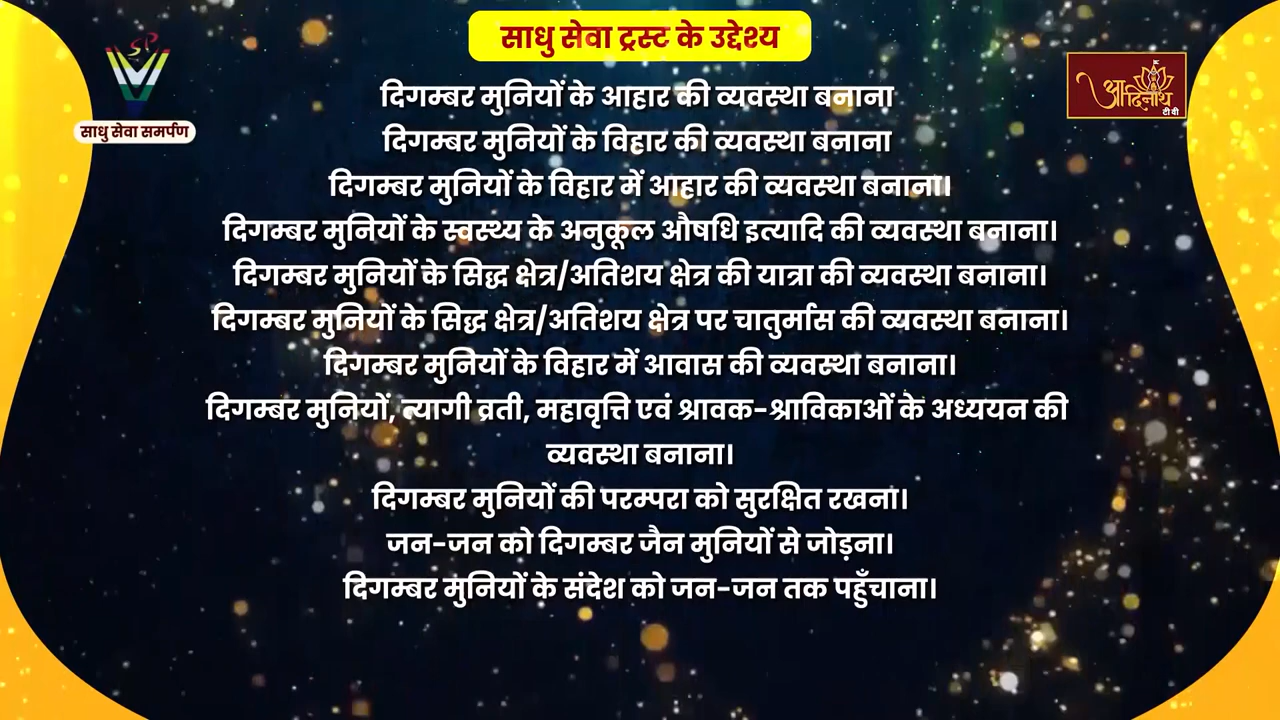 साधु सेवा ट्रस्ट के उद्देश्य
SP
साधु सेवा समर्पण
आदिनाथ
टीवी
दिगम्बर मुनियों के आहार की व्यवस्था बनाना
दिगम्बर मुनियों के विहार की व्यवस्था बनाना
दिगम्बर मुनियों के विहार में आहार की व्यवस्था बनाना।
दिगम्बर मुनियों के स्वस्थ्य के अनुकूल औषधि इत्यादि की व्यवस्था बनाना।
दिगम्बर मुनियों के सिद्ध क्षेत्र/अतिशय क्षेत्र की यात्रा की व्यवस्था बनाना।
दिगम्बर मुनियों के सिद्ध क्षेत्र/अतिशय क्षेत्र पर चातुर्मास की व्यवस्था बनाना।
दिगम्बर मुनियों के विहार में आवास की व्यवस्था बनाना।
दिगम्बर मुनियों, त्यागी व्रती, महावृत्ति एवं श्रावक-श्राविकाओं के अध्ययन की
व्यवस्था बनाना।
दिगम्बर मुनियों की परम्परा को सुरक्षित रखना।
जन-जन को दिगम्बर जैन मुनियों से जोड़ना।
दिगम्बर मुनियों के संदेश को जन-जन तक पहुँचाना।